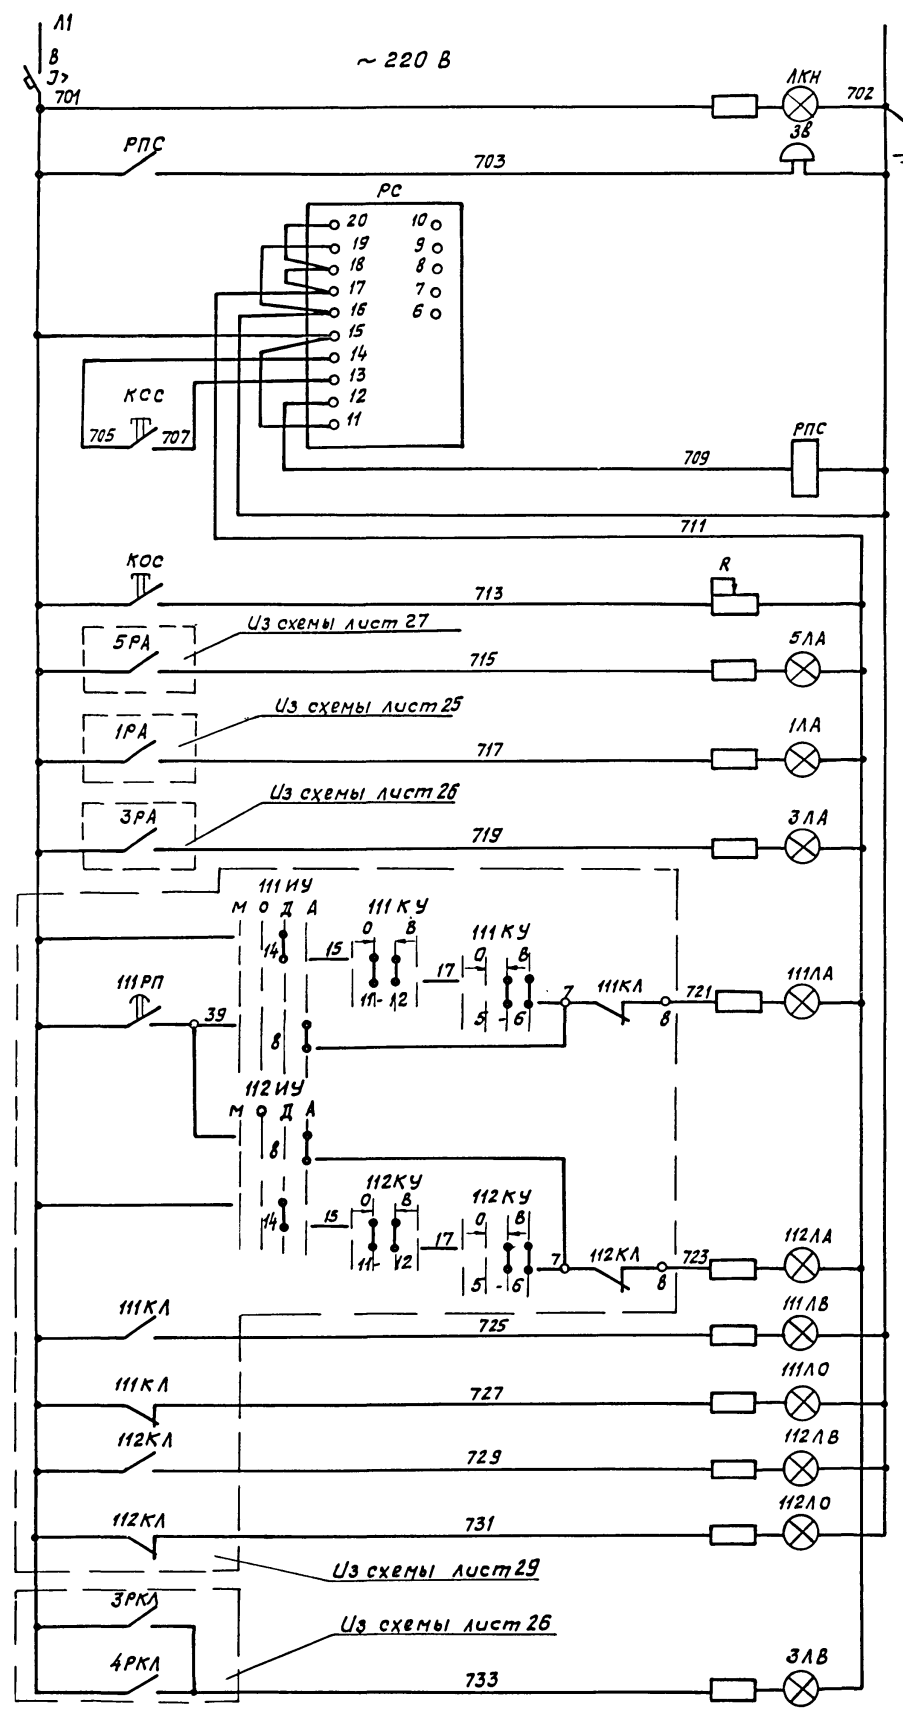 Л1
~ 220 В
В
I>
701
ЛКН
702
Зв
РПС
703
РС
20 10
19 9
18 8
17 7
16 6
15
14
13
12
11
КСС
705 707
РПС
709
711
КОС
713
R
Из схемы лист 27
5РА
715
5ЛА
Из схемы лист 25
1РА
717
1ЛА
Из схемы лист 26
3РА
719
3ЛА
111ИУ
М О Д А
111КУ
О В
14
15
11-12
111КУ
О В
17
5-6
111РП
39
7
111КЛ
8
721
111ЛА
8
112ИУ
М О Д А
8
14
15
112КУ
О В
11-12
17
112КУ
О В
5-6
7
112КЛ
8
723
112ЛА
111КЛ
725
111ЛВ
111КЛ
727
111ЛО
112КЛ
729
112ЛВ
112КЛ
731
112ЛО
Из схемы лист 29
3РКЛ
Из схемы лист 26
4РКЛ
733
3ЛВ